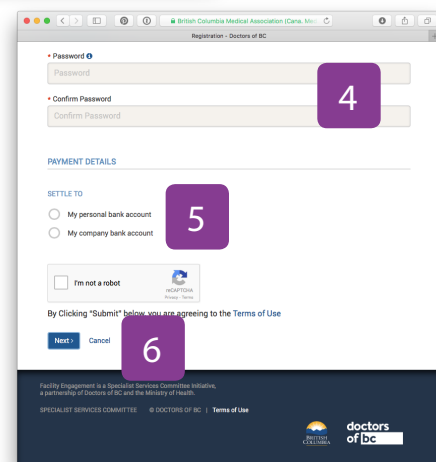 British Columbia Medical Association (Cana. Med
Registration - Doctors of BC
* Password
Password
* Confirm Password
Confirm Password
4
PAYMENT DETAILS
SETTLE TO
My personal bank account
My company bank account
5
I'm not a robot
reCAPTCHA
Privacy - Terms
By Clicking "Submit" below, you are agreeing to the Terms of Use
Next ›
Cancel
6
Facility Engagement is a Specialist Services Committee Initiative,
a partnership of Doctors of BC and the Ministry of Health.
SPECIALIST SERVICES COMMITTEE © DOCTORS OF BC | Terms of Use
BRITISH
COLUMBIA
doctors
of bc